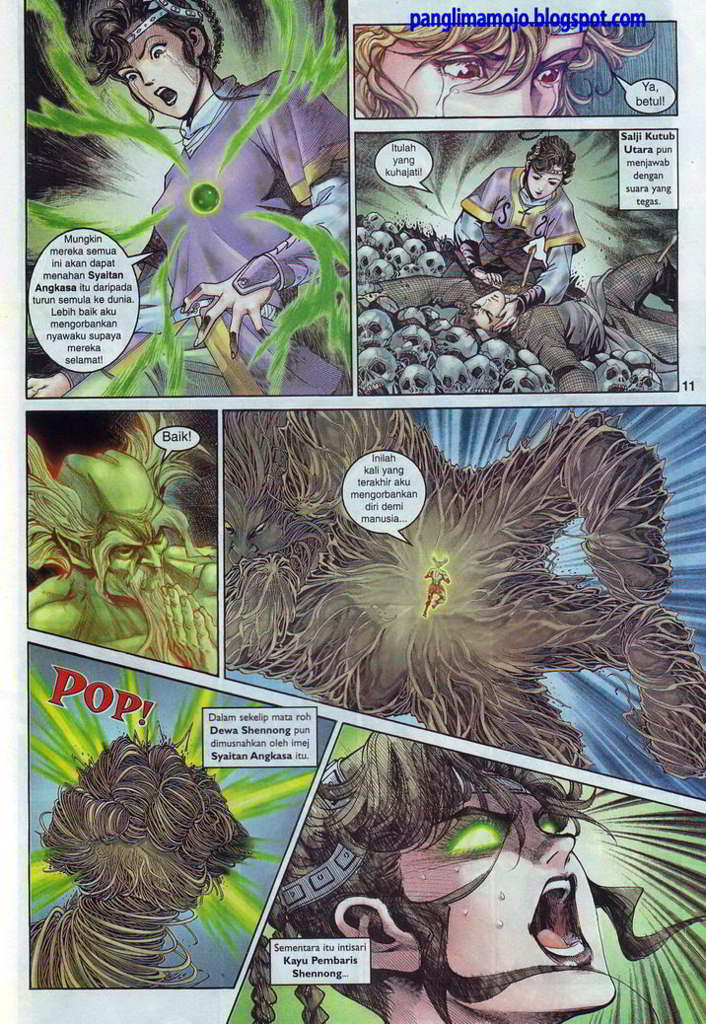 panglimamojo.blogspot.com
Mungkin
mereka semua
ini akan dapat
menahan Syaitan
Angkasa itu daripada
turun semula ke dunia.
Lebih baik aku
mengorbankan
nyawaku supaya
mereka
selamat!
Ya,
betul!
Itulah
yang
kuhajati!
Salji Kutub
Utara pun
menjawab
dengan
suara yang
tegas.
11
Baik!
Inilah
kali yang
terakhir aku
mengorbankan
diri demi
manusia...
POP!
Dalam sekelip mata roh
Dewa Shennong pun
dimusnahkan oleh imej
Syaitan Angkasa itu.
Sementara itu intisari
Kayu Pembaris
Shennong...